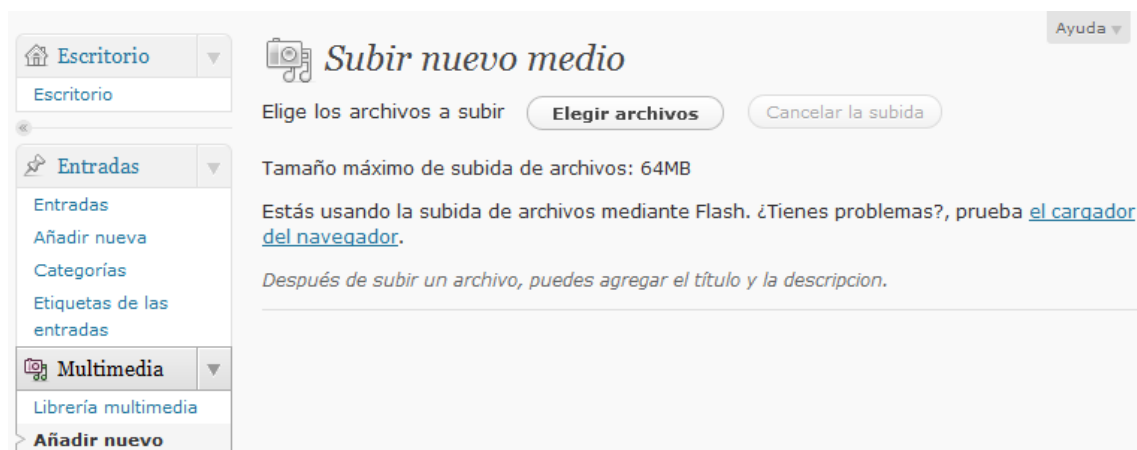 Ayuda
Escritorio
Escritorio
Entradas
Entradas
Añadir nueva
Categorías
Etiquetas de las
entradas
Multimedia
Librería multimedia
Añadir nuevo
Subir nuevo medio
Elige los archivos a subir Elegir archivos Cancelar la subida
Tamaño máximo de subida de archivos: 64MB
Estás usando la subida de archivos mediante Flash. ¿Tienes problemas?, prueba el cargador
del navegador.
Después de subir un archivo, puedes agregar el título y la descripcion.